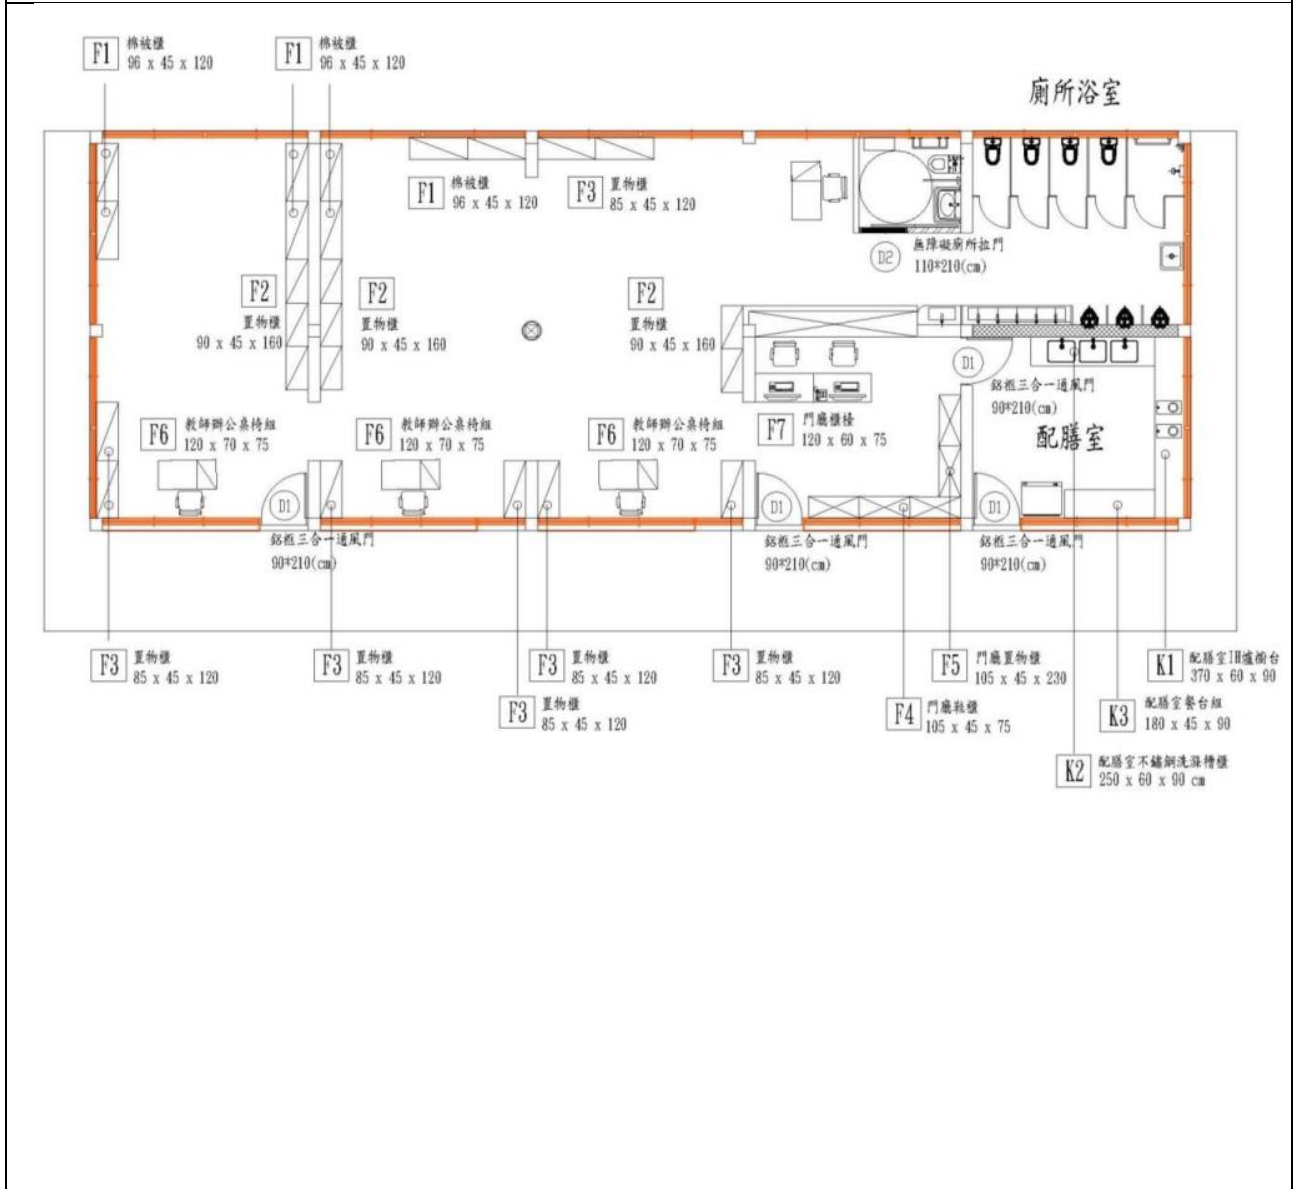 F1 棉被櫃
96 x 45 x 120
F1 棉被櫃
96 x 45 x 120
廁所浴室
F1 棉被櫃
96 x 45 x 120
F3 置物櫃
85 x 45 x 120
D2 無障礙廁所拉門
110*210(cm)
F2
置物櫃
90 x 45 x 160
F2
置物櫃
90 x 45 x 160
F2
置物櫃
90 x 45 x 160
D1
鋁框三合一通風門
90*210(cm)
配膳室
F6 教師辦公桌椅組
120 x 70 x 75
F6 教師辦公桌椅組
120 x 70 x 75
F6 教師辦公桌椅組
120 x 70 x 75
F7 門廳櫃檯
120 x 60 x 75
D1
D1
D1
鋁框三合一通風門
90*210(cm)
鋁框三合一通風門
90*210(cm)
鋁框三合一通風門
90*210(cm)
F3 置物櫃
85 x 45 x 120
F3 置物櫃
85 x 45 x 120
F3 置物櫃
85 x 45 x 120
F3 置物櫃
85 x 45 x 120
F5 門廳置物櫃
105 x 45 x 230
K1 配膳室IH爐檯台
370 x 60 x 90
F3 置物櫃
85 x 45 x 120
F4 門廳鞋櫃
105 x 45 x 75
K3 配膳室餐台組
180 x 45 x 90
K2 配膳室不鏽鋼洗滌槽櫃
250 x 60 x 90 cm